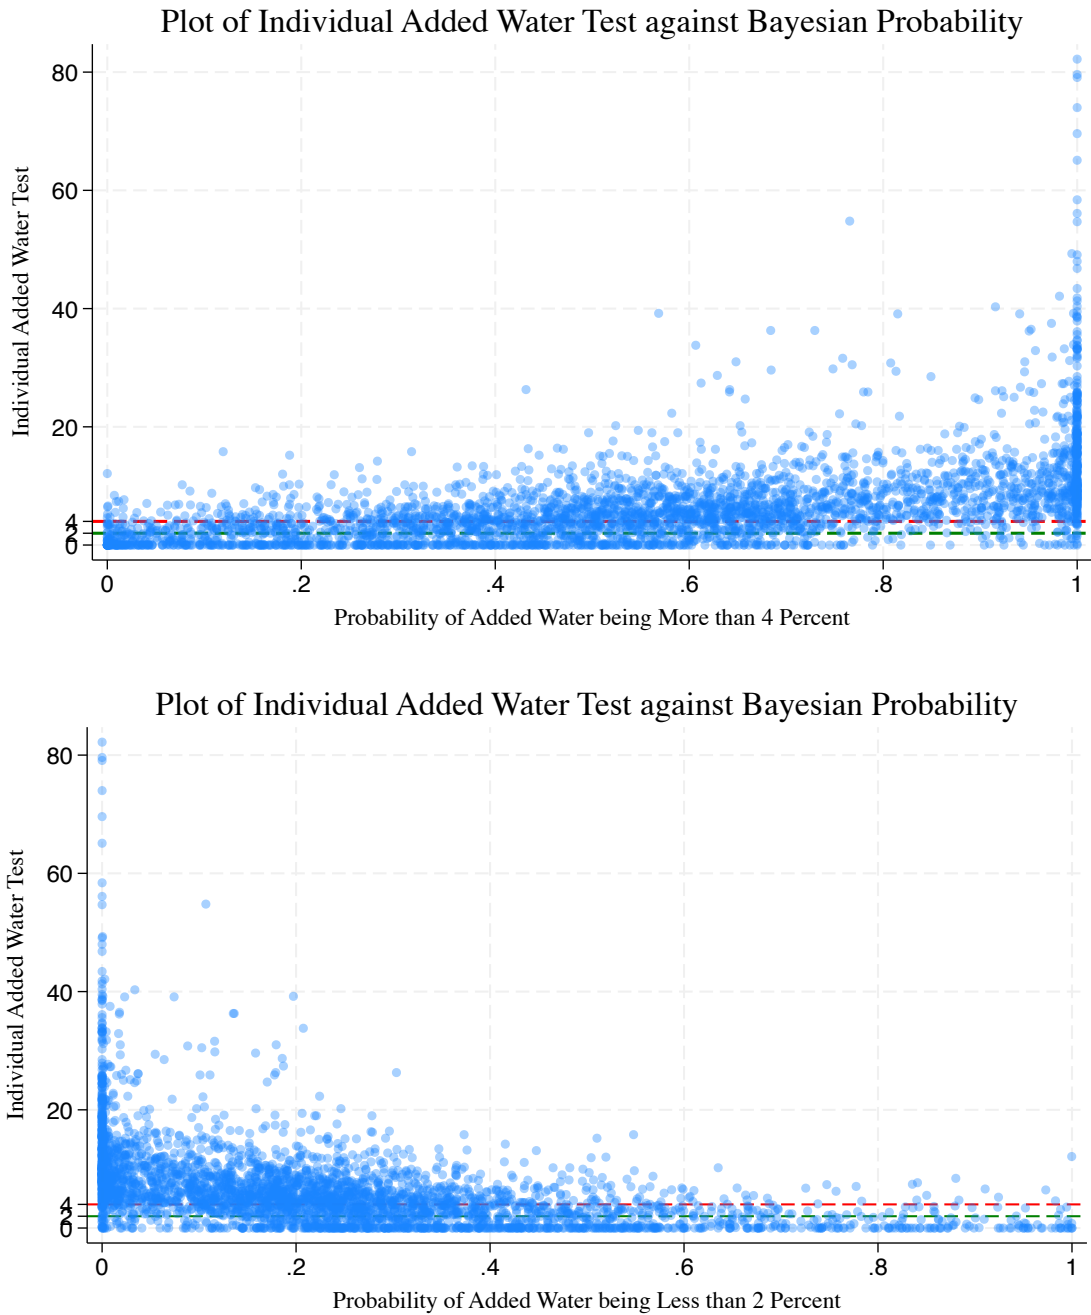 Plot of Individual Added Water Test against Bayesian Probability
Individual Added Water Test
80
60
40
20
4
2
0
0 .2 .4 .6 .8 1
Probability of Added Water being More than 4 Percent
Plot of Individual Added Water Test against Bayesian Probability
Individual Added Water Test
80
60
40
20
4
2
0
0 .2 .4 .6 .8 1
Probability of Added Water being Less than 2 Percent